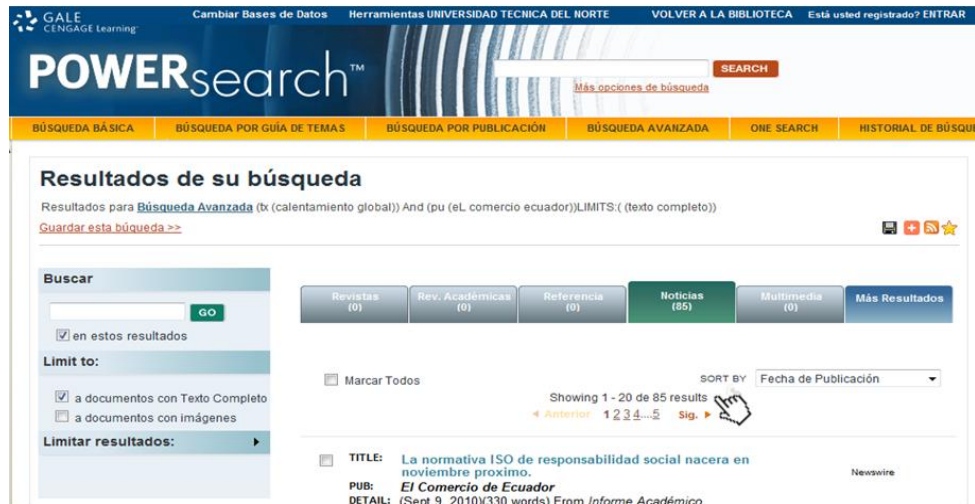 GALE
CENGAGE Learning
Cambiar Bases de Datos Herramientas UNIVERSIDAD TECNICA DEL NORTE VOLVER A LA BIBLIOTECA Está usted registrado? ENTRAR
POWERsearch™
SEARCH
Más opciones de búsqueda
BÚSQUEDA BÁSICA BÚSQUEDA POR GUÍA DE TEMAS BÚSQUEDA POR PUBLICACIÓN BÚSQUEDA AVANZADA ONE SEARCH HISTORIAL DE BÚSQU
Resultados de su búsqueda
Resultados para Búsqueda Avanzada (tx (calentamiento global)) And (pu (eL comercio ecuador))LIMITS:( (texto completo))
Guardar esta búqueda >>
Buscar
GO
en estos resultados
Limit to:
a documentos con Texto Completo
a documentos con imágenes
Limitar resultados:
Revistas (0)
Rev. Académicas (0)
Referencia (0)
Noticias (85)
Multimedia (0)
Más Resultados
Marcar Todos
SORT BY Fecha de Publicación
Showing 1 - 20 de 85 results
Anterior 1 2 3 4....5 Sig.
TITLE: La normativa ISO de responsabilidad social nacera en
noviembre proximo.
Newswire
PUB: El Comercio de Ecuador
DETAIL: (Sept 9, 2010)(330 words) From Informe Académico